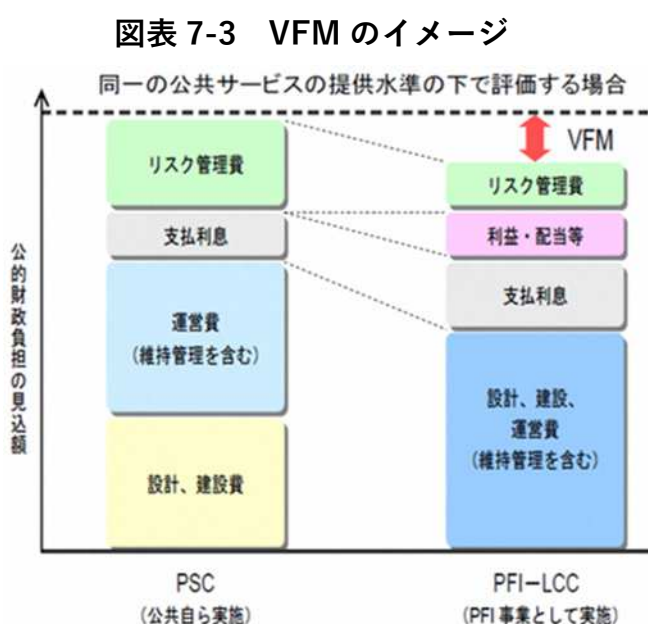 図表 7-3　VFM のイメージ
同一の公共サービスの提供水準の下で評価する場合
VFM
公的財政負担の見込額
リスク管理費
支払利息
運営費
(維持管理を含む)
設計、建設費
リスク管理費
利益・配当等
支払利息
設計、建設、
運営費
(維持管理を含む)
PSC
(公共自ら実施)
PFI-LCC
(PFI 事業として実施)